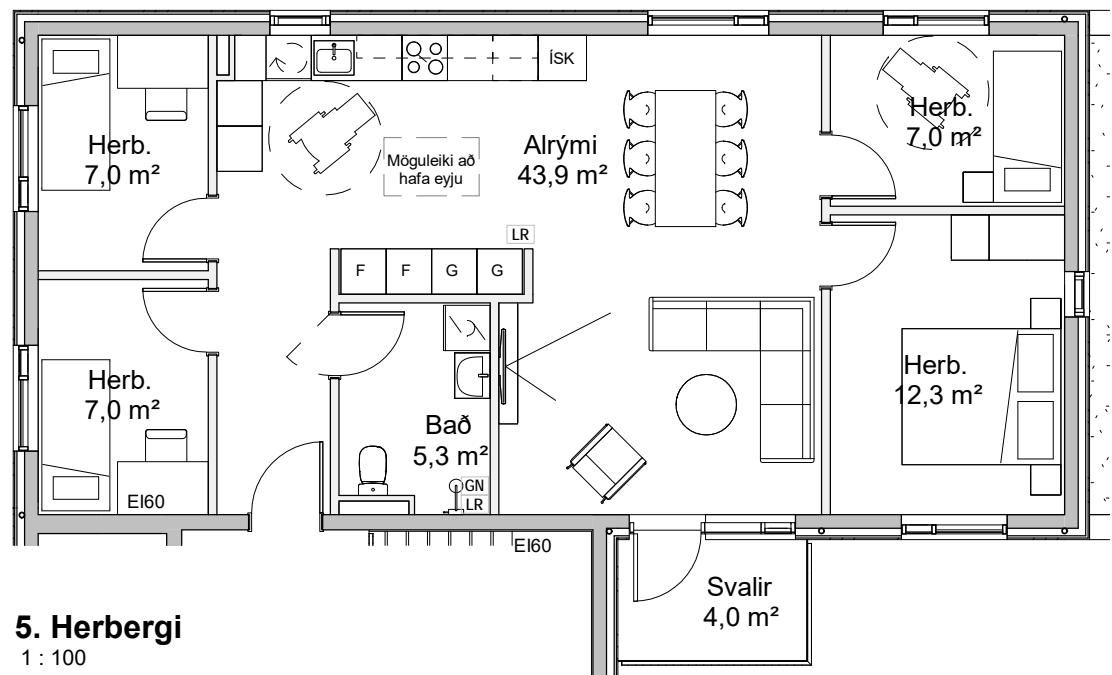 ÍSK
Herb.
7,0 m²
Möguleiki að
hafa eyju
Alrými
43,9 m²
Herb.
7,0 m²
LR
F F G G
Herb.
7,0 m²
EI60
Bað
5,3 m²
GN
LR
Herb.
12,3 m²
EI60
Svalir
4,0 m²
5. Herbergi
1 : 100